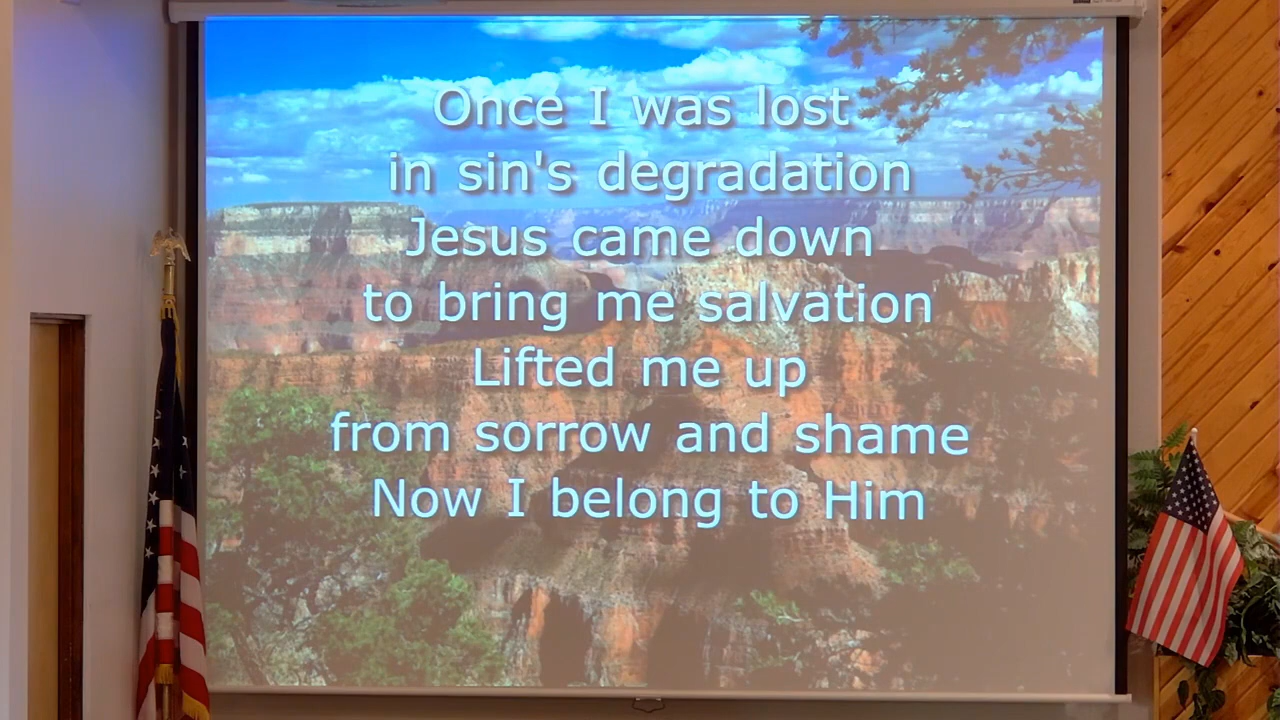 Once I was lost
in sin's degradation
Jesus came down
to bring me salvation
Lifted me up
from sorrow and shame
Now I belong to Him